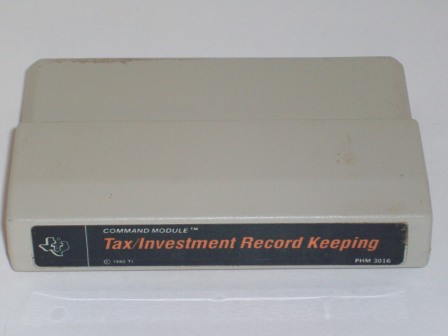 COMMAND MODULE™
Tax/Investment Record Keeping
© 1980 TI PHM 3016